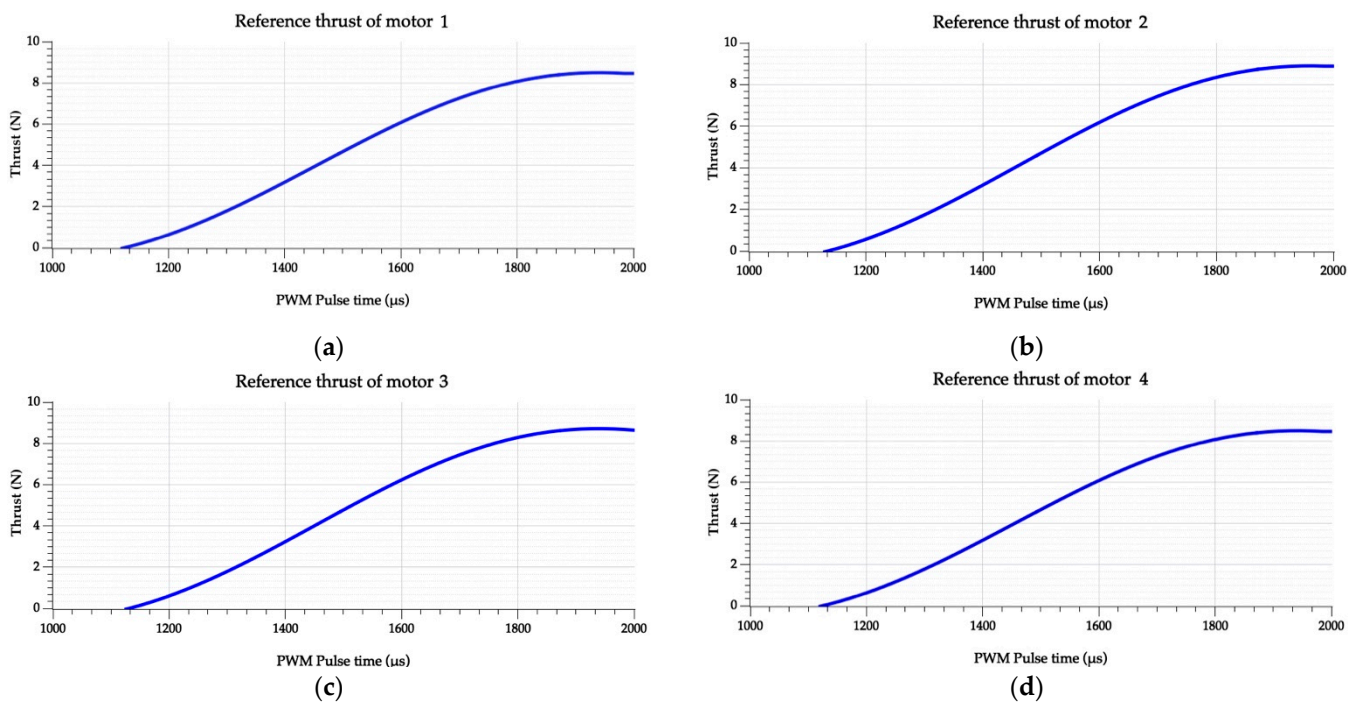 Reference thrust of motor 1
10
8
6
4
2
0
Thrust (N)
1000 1200 1400 1600 1800 2000
PWM Pulse time (μs)
(a)
Reference thrust of motor 2
10
8
6
4
2
0
Thrust (N)
1000 1200 1400 1600 1800 2000
PWM Pulse time (μs)
(b)
Reference thrust of motor 3
10
8
6
4
2
0
Thrust (N)
1000 1200 1400 1600 1800 2000
PWM Pulse time (μs)
(c)
Reference thrust of motor 4
10
8
6
4
2
0
Thrust (N)
1000 1200 1400 1600 1800 2000
PWM Pulse time (μs)
(d)